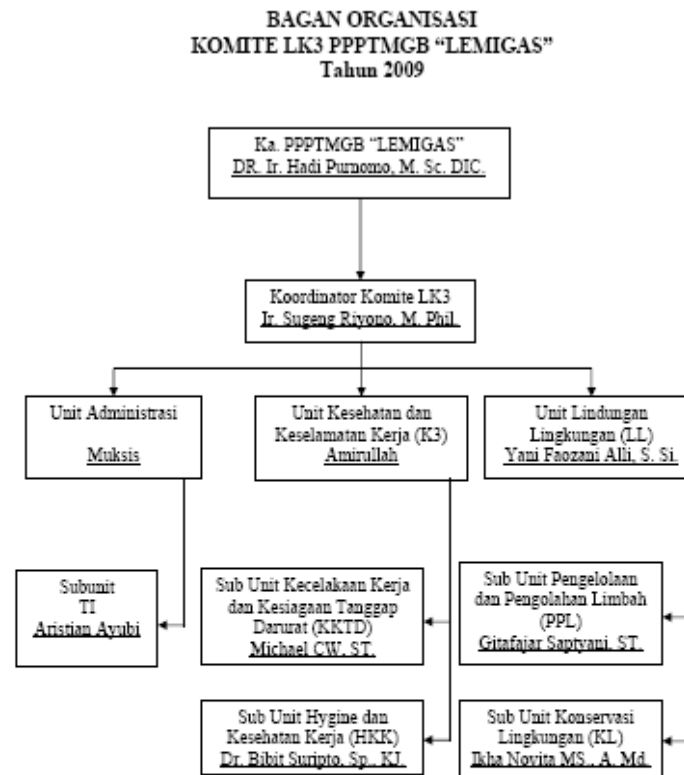 BAGAN ORGANISASI
KOMITE LK3 PPPTMGB “LEMIGAS”
Tahun 2009
Ka. PPPTMGB “LEMIGAS”
DR. Ir. Hadi Purnomo, M. Sc. DIC.
Koordinator Komite LK3
Ir. Sugeng Riyono, M. Phil.
Unit Administrasi
Muksis
Unit Kesehatan dan
Keselamatan Kerja (K3)
Amirullah
Unit Lindungan
Lingkungan (LL)
Yani Faozani Alli, S. Si.
Subunit
TI
Aristian Ayubi
Sub Unit Kecelakaan Kerja
dan Kesiagaan Tanggap
Darurat (KKTD)
Michael CW. ST.
Sub Unit Pengelolaan
dan Pengolahan Limbah
(PPL)
Gitafajar Saptyani, ST.
Sub Unit Hygine dan
Kesehatan Kerja (HKK)
Dr. Bibit Suripto, Sp., KJ.
Sub Unit Konservasi
Lingkungan (KL)
Ikha Novita MS., A. Md.